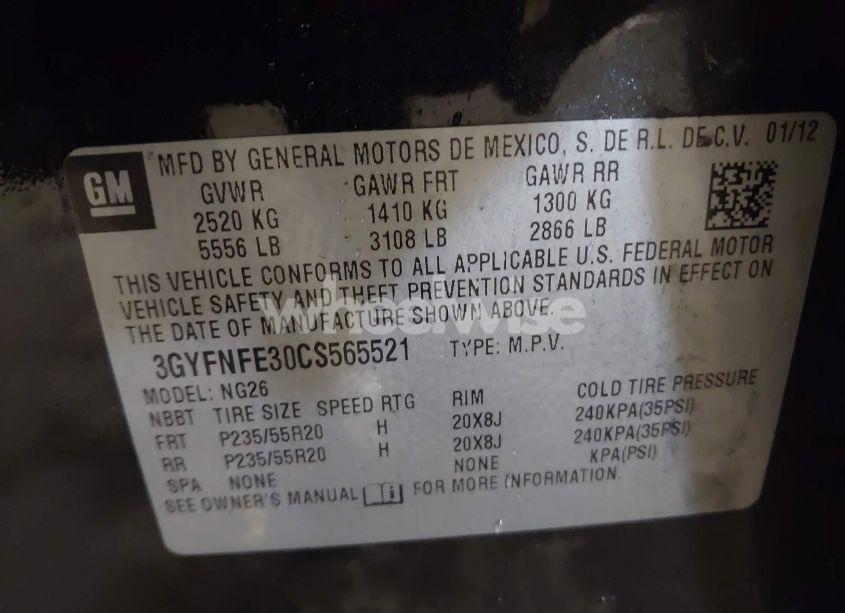 GM
MFD BY GENERAL MOTORS DE MEXICO, S. DE R.L. DE C.V. 01/12
GVWR GAWR FRT GAWR RR
2520 KG 1410 KG 1300 KG
5556 LB 3108 LB 2866 LB
THIS VEHICLE CONFORMS TO ALL APPLICABLE U.S. FEDERAL MOTOR
VEHICLE SAFETY AND THEFT PREVENTION STANDARDS IN EFFECT ON
THE DATE OF MANUFACTURE SHOWN ABOVE.
wheelwise
3GYFNFE30CS565521 TYPE: M.P.V.
MODEL: NG26
NBBT TIRE SIZE SPEED RTG RIM COLD TIRE PRESSURE
FRT P235/55R20 H 20X8J 240KPA(35PSI)
RR P235/55R20 H 20X8J 240KPA(35PSI)
SPA NONE NONE KPA(PSI)
SEE OWNER'S MANUAL FOR MORE INFORMATION.